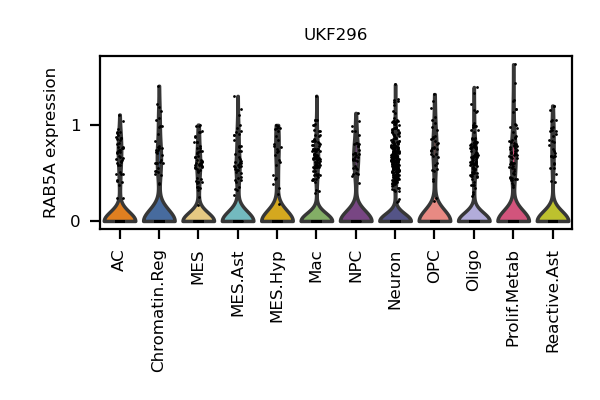 UKF296
RAB5A expression
1
0
AC
Chromatin.Reg
MES
MES.Ast
MES.Hyp
Mac
NPC
Neuron
OPC
Oligo
Prolif.Metab
Reactive.Ast